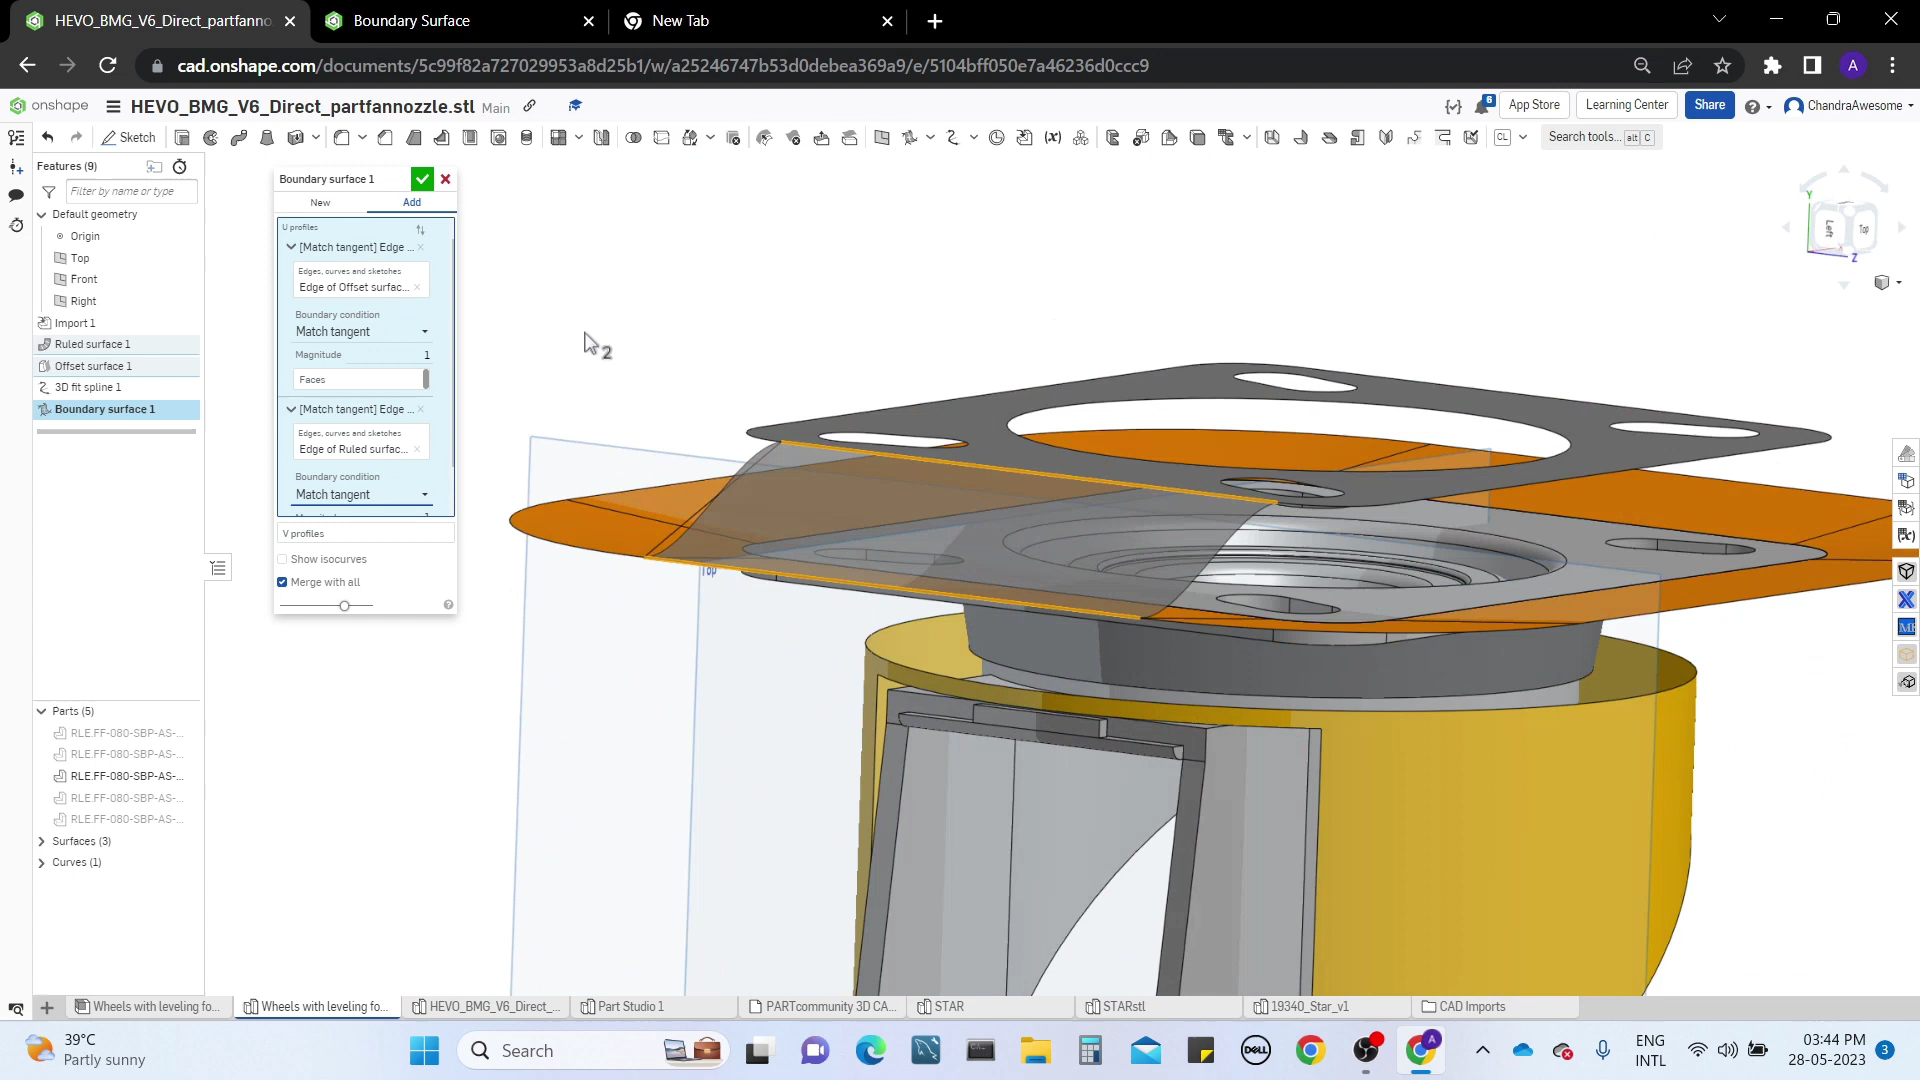 HEVO_BMG_V6_Direct_partfanno
Boundary Surface
New Tab
cad.onshape.com/documents/5c99f82a727029953a8d25b1/w/a25246747b53d0debea369a9/e/5104bff050e7a46236d0ccc9
A
onshape
HEVO_BMG_V6_Direct_partfannozzle.stl Main
6
App Store
Learning Center
Share
ChandraAwesome
Sketch
(x)
CL
Search tools... alt C
Features (9)
Filter by name or type
Default geometry
Origin
Top
Front
Right
Import 1
Ruled surface 1
Offset surface 1
3D fit spline 1
Boundary surface 1
Parts (5)
RLE.FF-080-SBP-AS-...
RLE.FF-080-SBP-AS-...
RLE.FF-080-SBP-AS-...
RLE.FF-080-SBP-AS-...
RLE.FF-080-SBP-AS-...
Surfaces (3)
Curves (1)
Boundary surface 1
New
Add
U profiles
[Match tangent] Edge ...
Edges, curves and sketches
Edge of Offset surfac...
Boundary condition
Match tangent
Magnitude 1
Faces
[Match tangent] Edge ...
Edges, curves and sketches
Edge of Ruled surfac...
Boundary condition
Match tangent
V profiles
Show isocurves
Merge with all
2
Top
Y
Left
Top
Z
(x)
Wheels with leveling fo...
Wheels with leveling fo...
HEVO_BMG_V6_Direct_...
Part Studio 1
PARTcommunity 3D CA...
STAR
STARstl
19340_Star_v1
CAD Imports
39°C
Partly sunny
Search
DELL
A
ENG
INTL
03:44 PM
28-05-2023
3